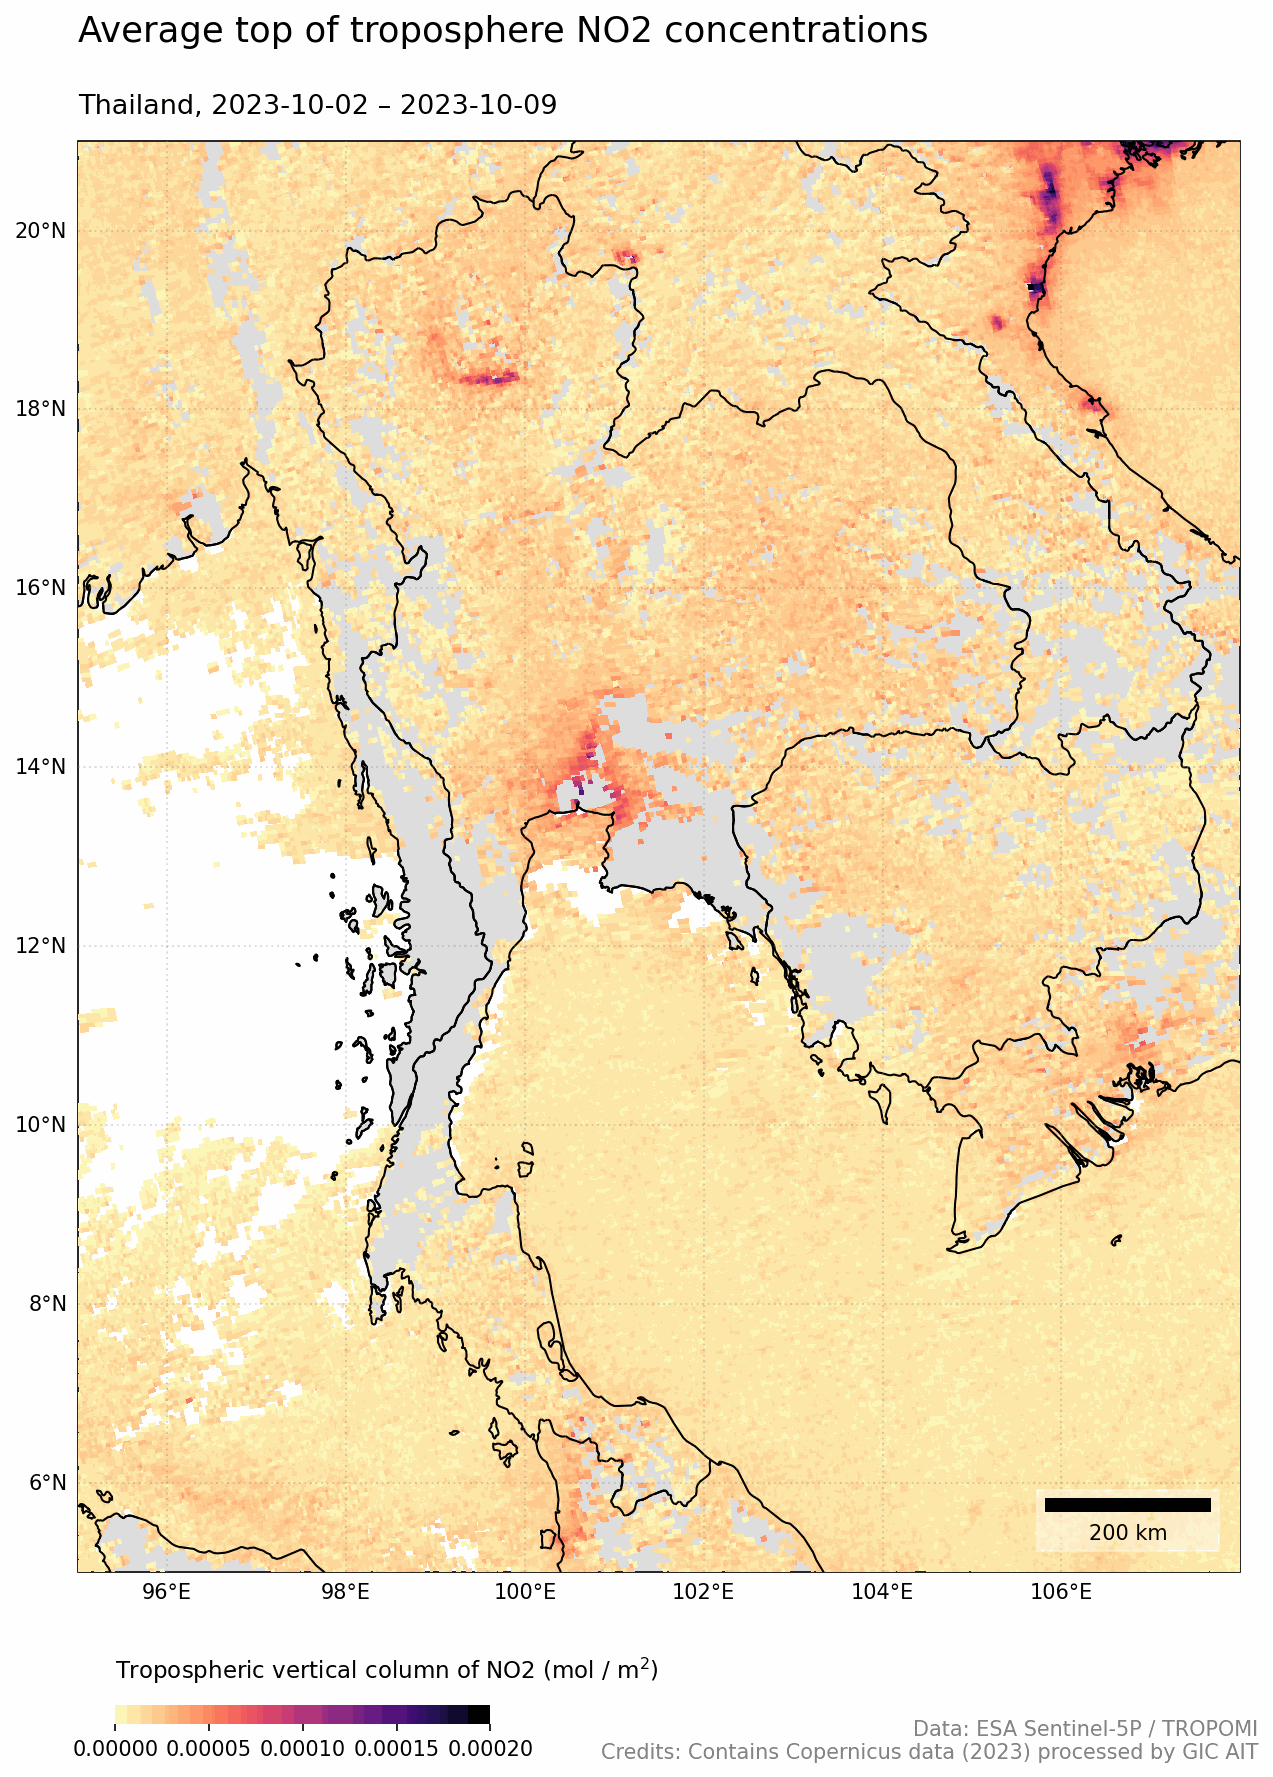 Average top of troposphere NO2 concentrations
Thailand, 2023-10-02 – 2023-10-09
20°N
18°N
16°N
14°N
12°N
10°N
8°N
6°N
200 km
96°E 98°E 100°E 102°E 104°E 106°E
Tropospheric vertical column of NO2 (mol / m²)
0.00000 0.00005 0.00010 0.00015 0.00020
Data: ESA Sentinel-5P / TROPOMI
Credits: Contains Copernicus data (2023) processed by GIC AIT